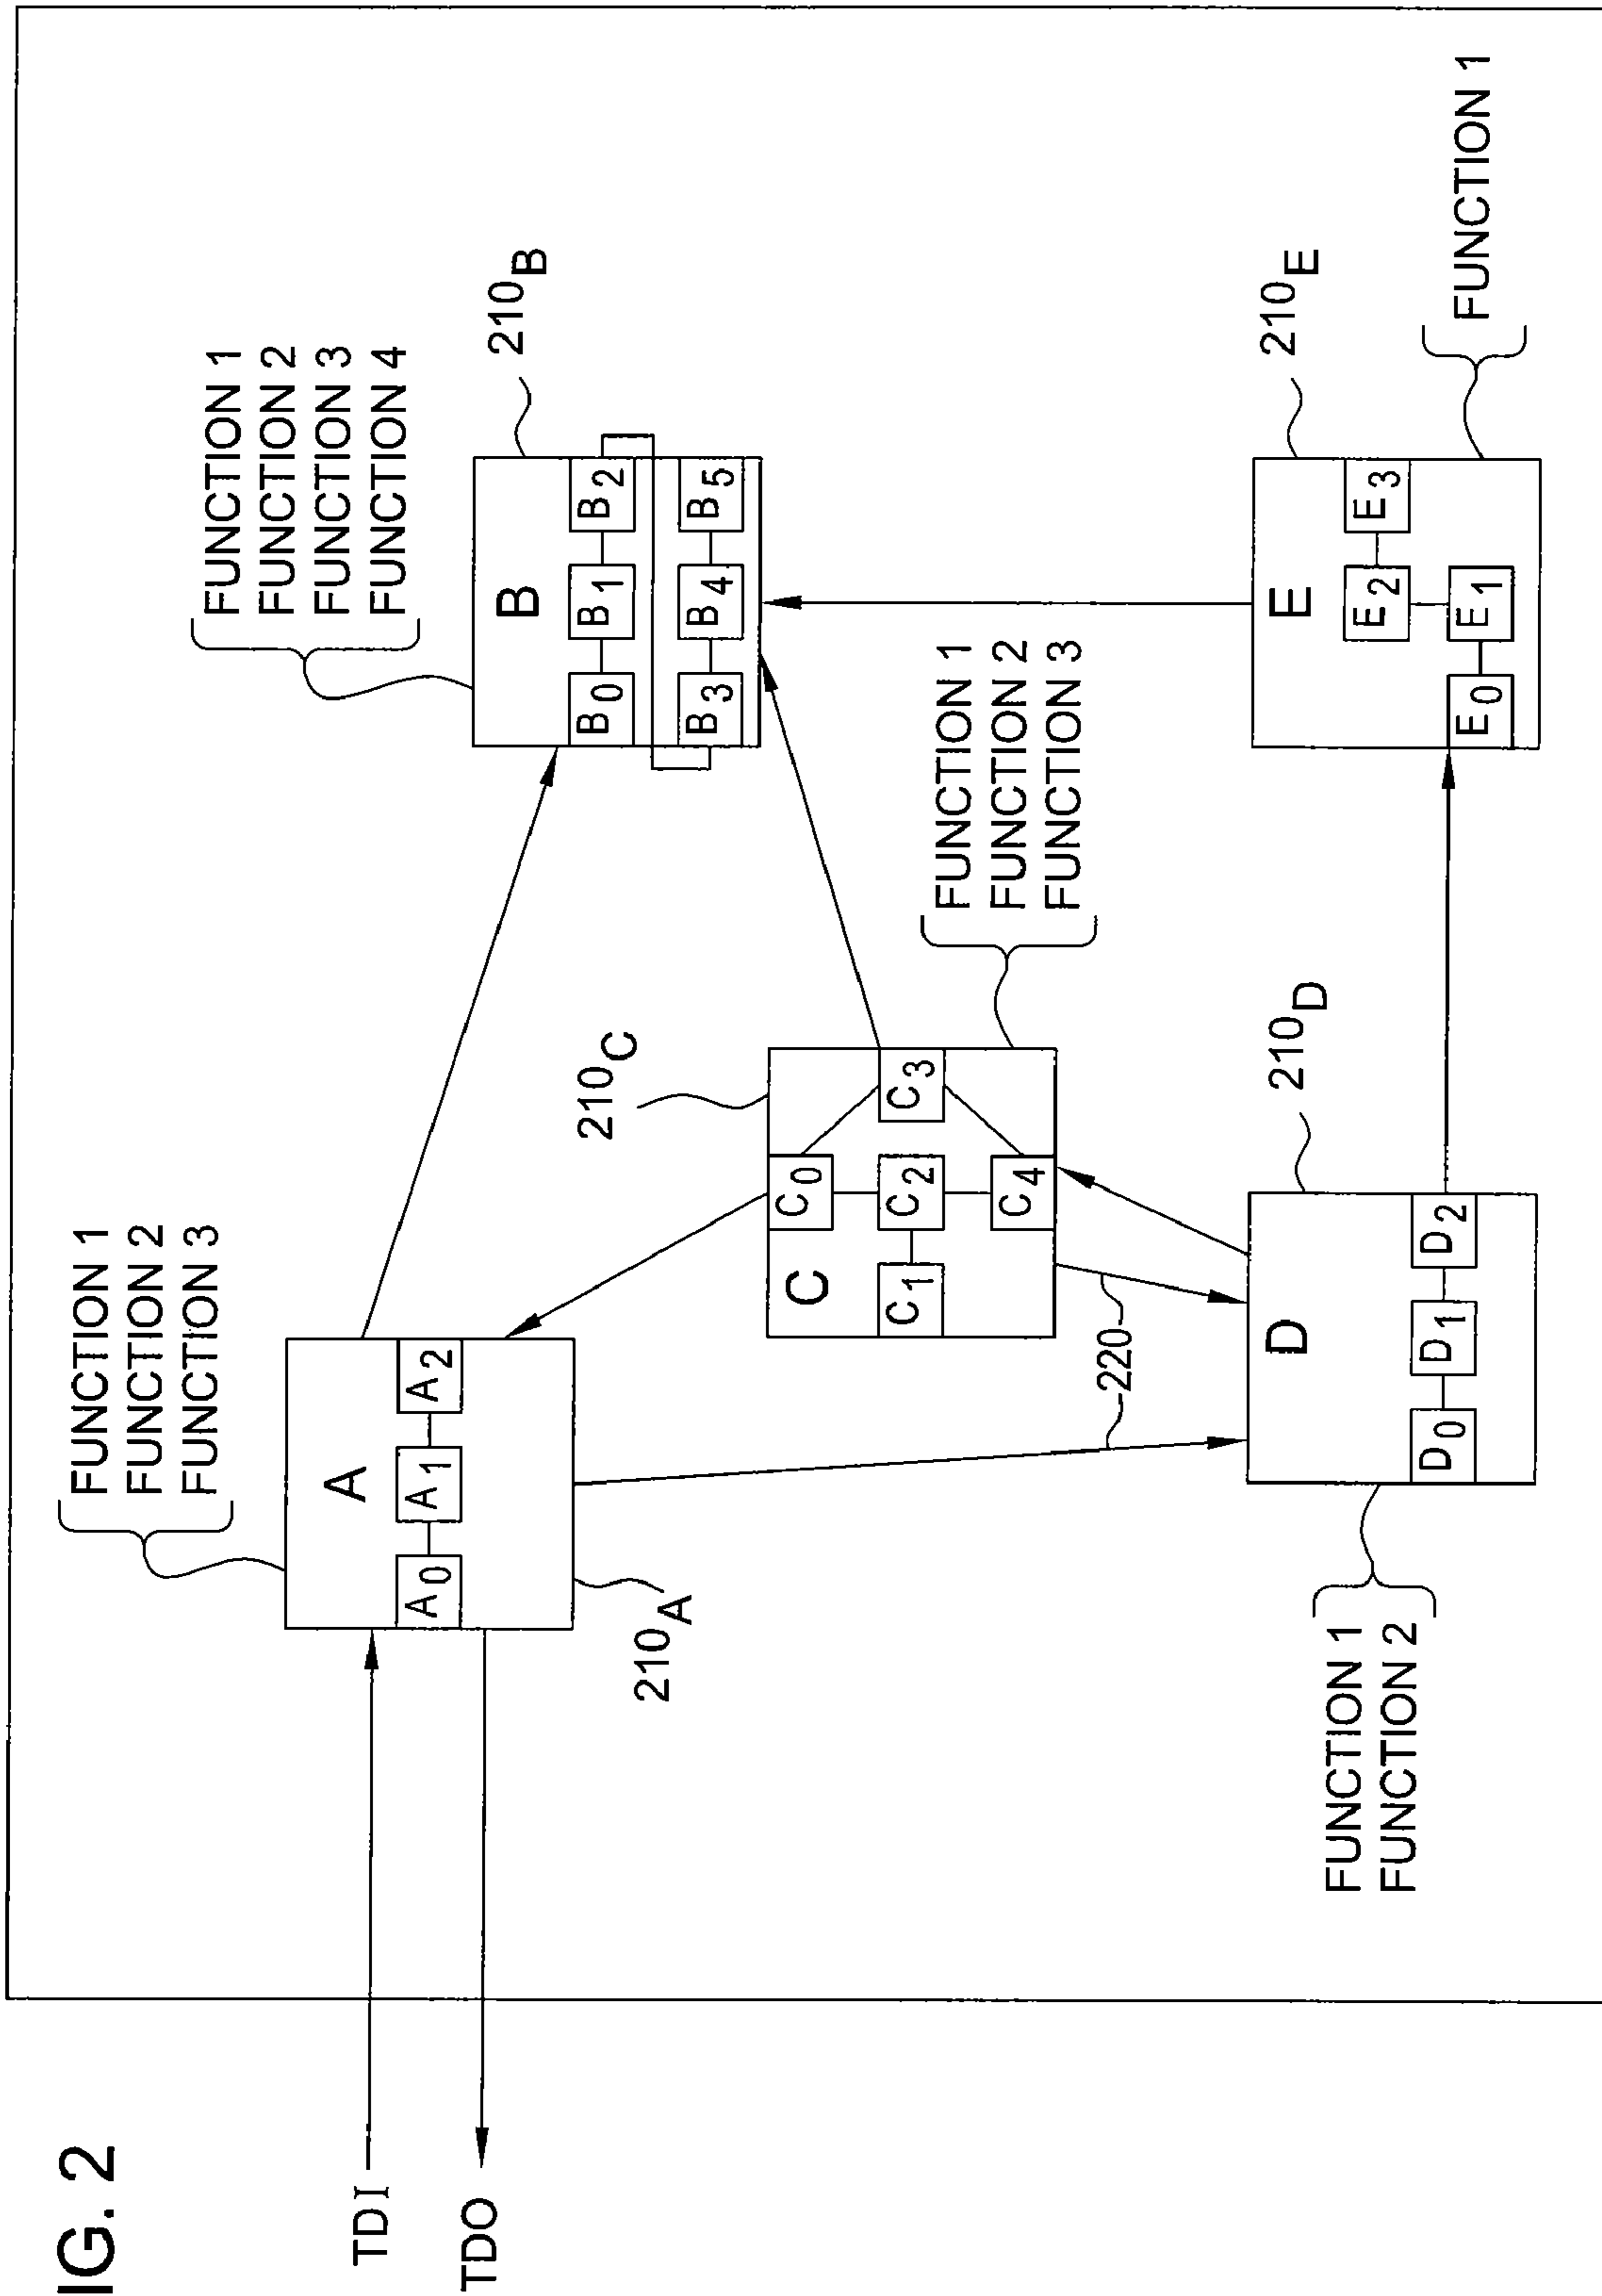 IG. 2
TDI
TDO
FUNCTION 1
FUNCTION 2
FUNCTION 3
A
A0
A1
A2
210A
FUNCTION 1
FUNCTION 2
FUNCTION 3
FUNCTION 4
B
B0
B1
B2
B3
B4
B5
210B
210C
C
C0
C1
C2
C3
C4
FUNCTION 1
FUNCTION 2
FUNCTION 3
220
D
D0
D1
D2
210D
FUNCTION 1
FUNCTION 2
E
E0
E1
E2
E3
210E
FUNCTION 1